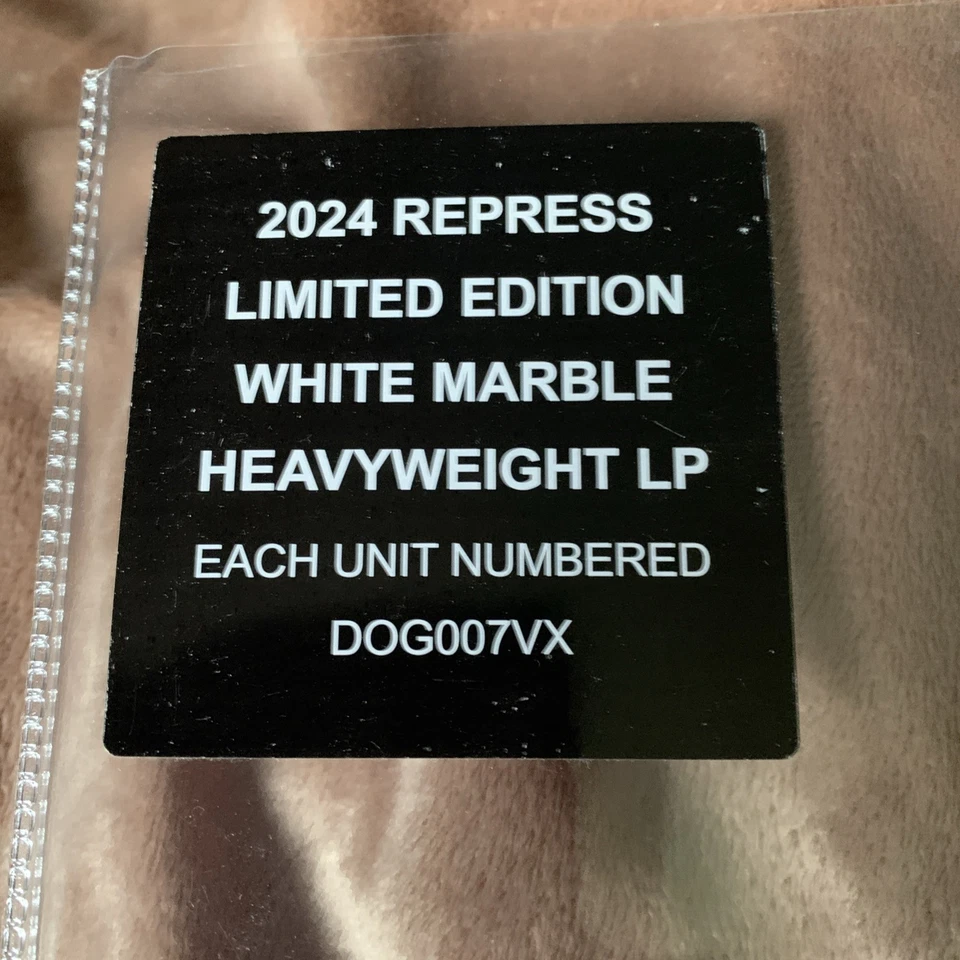 2024 REPRESS
LIMITED EDITION
WHITE MARBLE
HEAVYWEIGHT LP
EACH UNIT NUMBERED
DOG007VX